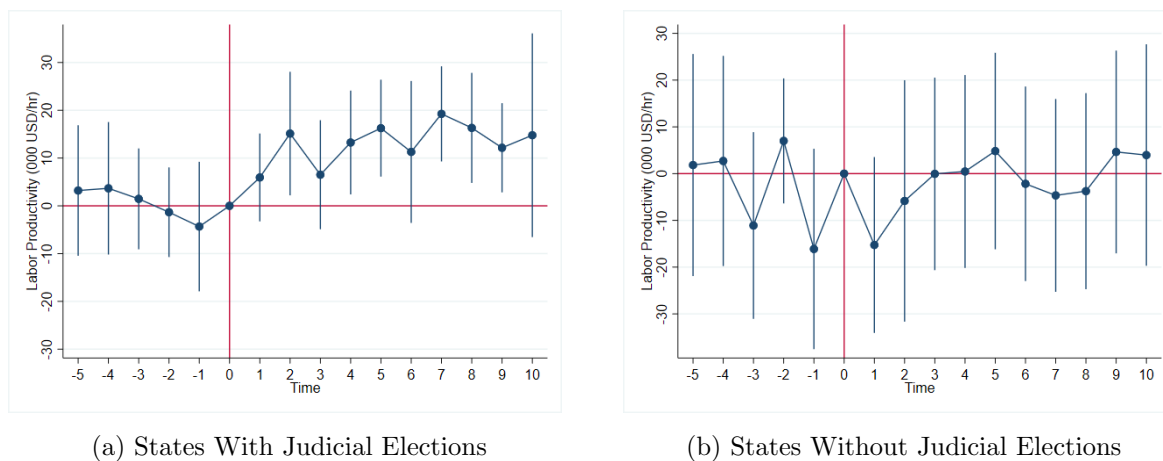 Labor Productivity (000 USD/hr)
30
20
10
0
-10
-20
-30
-5 -4 -3 -2 -1 0 1 2 3 4 5 6 7 8 9 10
Time
(a) States With Judicial Elections
Labor Productivity (000 USD/hr)
30
20
10
0
-10
-20
-30
-5 -4 -3 -2 -1 0 1 2 3 4 5 6 7 8 9 10
Time
(b) States Without Judicial Elections